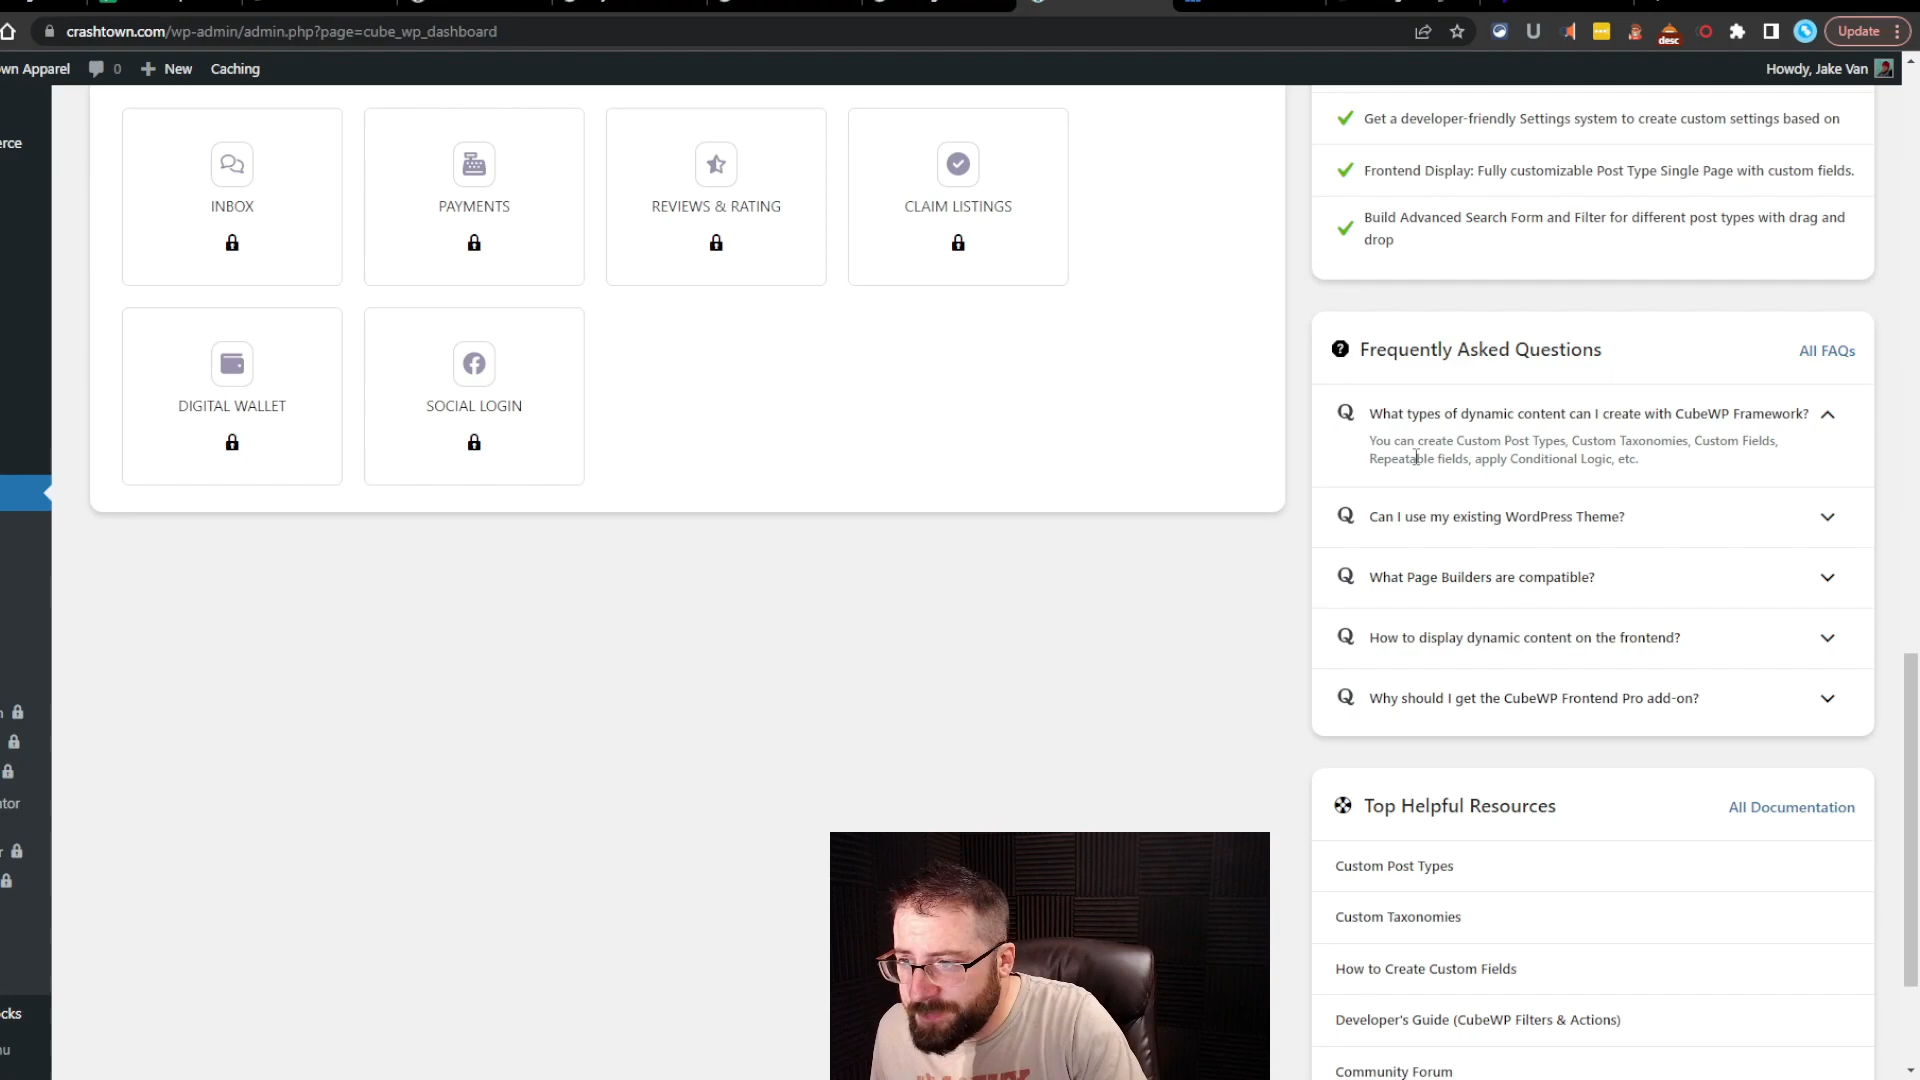 crashtown.com/wp-admin/admin.php?page=cube_wp_dashboard
desc
Update
own Apparel
0
New
Caching
Howdy, Jake Van
erce
ator
ocks
nu
INBOX
PAYMENTS
REVIEWS & RATING
CLAIM LISTINGS
DIGITAL WALLET
SOCIAL LOGIN
Get a developer-friendly Settings system to create custom settings based on
Frontend Display: Fully customizable Post Type Single Page with custom fields.
Build Advanced Search Form and Filter for different post types with drag and
drop
Frequently Asked Questions
All FAQs
Q What types of dynamic content can I create with CubeWP Framework?
You can create Custom Post Types, Custom Taxonomies, Custom Fields,
Repeatable fields, apply Conditional Logic, etc.
Q Can I use my existing WordPress Theme?
Q What Page Builders are compatible?
Q How to display dynamic content on the frontend?
Q Why should I get the CubeWP Frontend Pro add-on?
Top Helpful Resources
All Documentation
Custom Post Types
Custom Taxonomies
How to Create Custom Fields
Developer's Guide (CubeWP Filters & Actions)
Community Forum